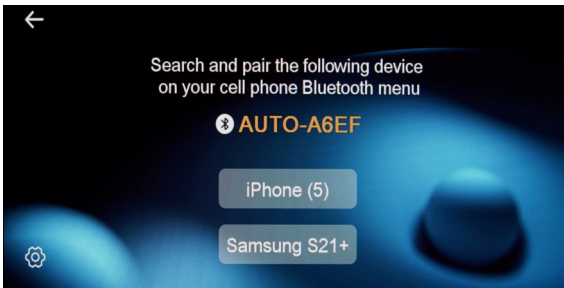 Search and pair the following device
on your cell phone Bluetooth menu
AUTO-A6EF
iPhone (5)
Samsung S21+